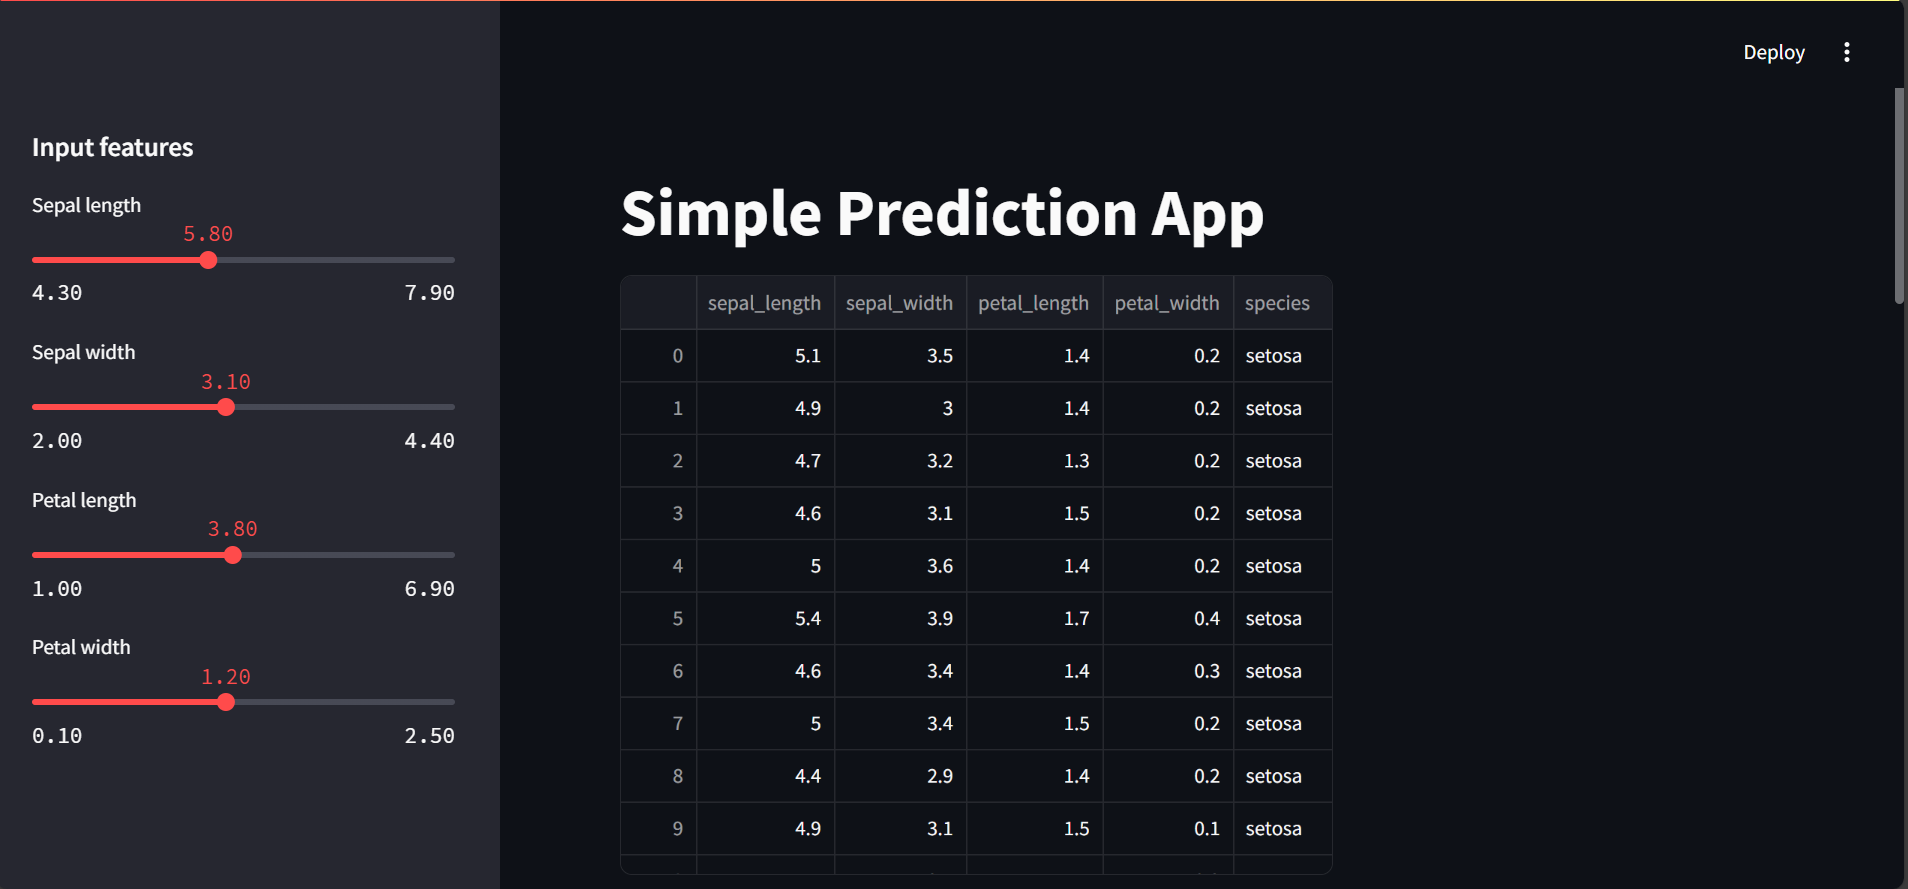 Deploy
Input features
Sepal length
5.80
4.30 7.90
Sepal width
3.10
2.00 4.40
Petal length
3.80
1.00 6.90
Petal width
1.20
0.10 2.50
Simple Prediction App
sepal_length sepal_width petal_length petal_width species
0 5.1 3.5 1.4 0.2 setosa
1 4.9 3 1.4 0.2 setosa
2 4.7 3.2 1.3 0.2 setosa
3 4.6 3.1 1.5 0.2 setosa
4 5 3.6 1.4 0.2 setosa
5 5.4 3.9 1.7 0.4 setosa
6 4.6 3.4 1.4 0.3 setosa
7 5 3.4 1.5 0.2 setosa
8 4.4 2.9 1.4 0.2 setosa
9 4.9 3.1 1.5 0.1 setosa